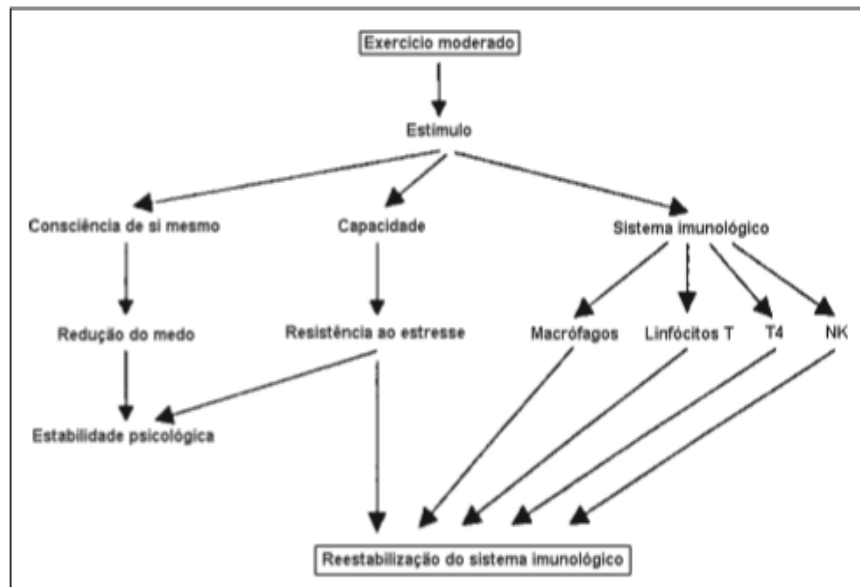 Exercício moderado
Estímulo
Consciência de si mesmo Capacidade Sistema imunológico
Redução do medo Resistência ao estresse Macrófagos Linfócitos T T4 NK
Estabilidade psicológica
Reestabilização do sistema imunológico